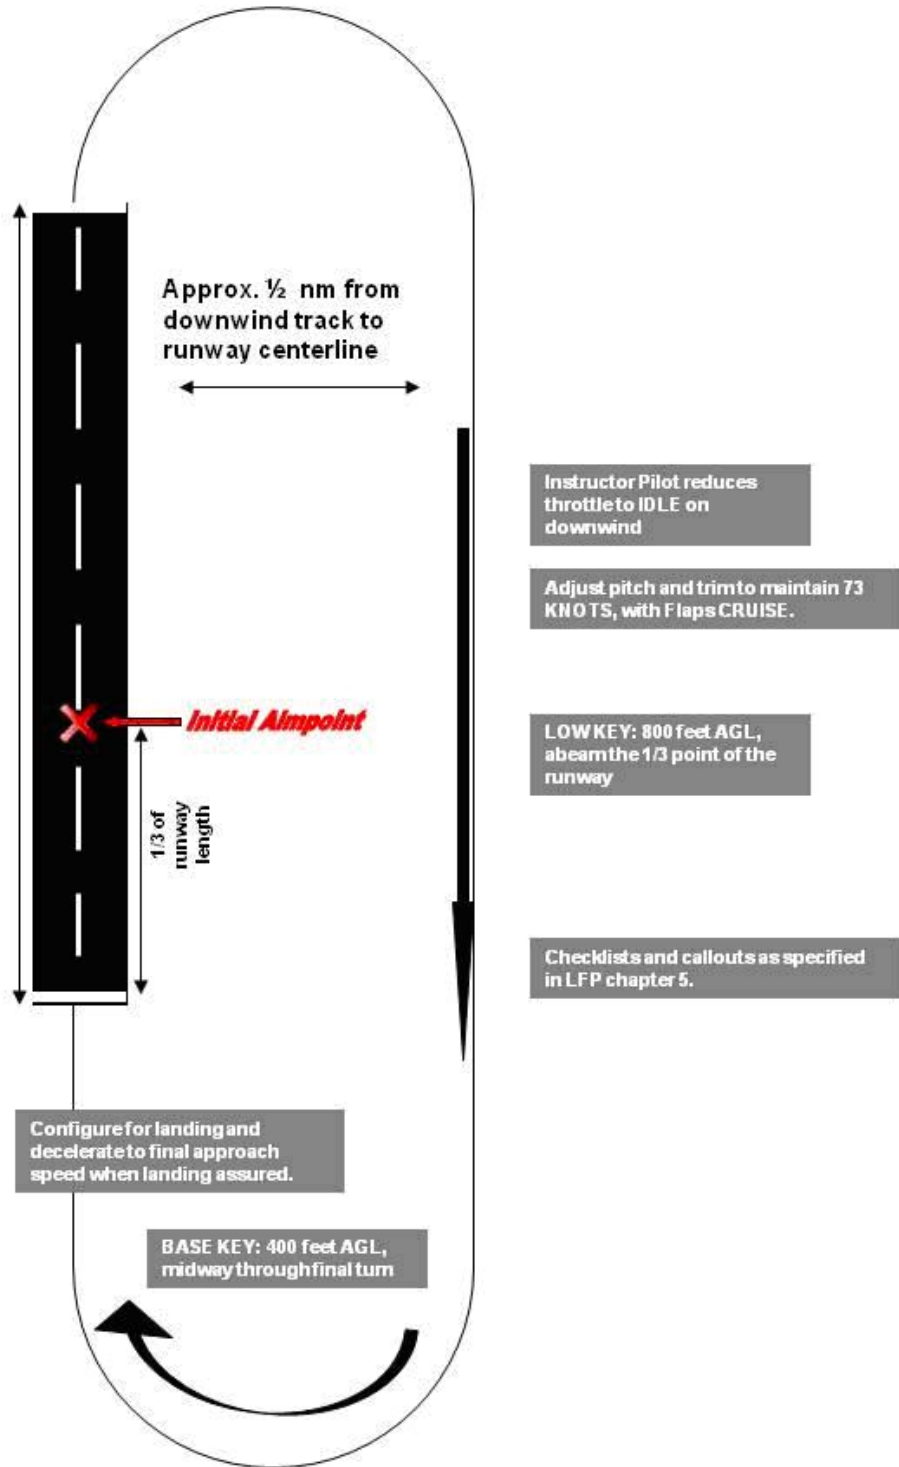 Approx. ½ nm from
downwind track to
runway centerline
Instructor Pilot reduces
throttle to IDLE on
downwind
Adjust pitch and trim to maintain 73
KNOTS, with Flaps CRUISE.
Initial Aimpoint
LOW KEY: 800 feet AGL,
abeam the 1/3 point of the
runway
1/3 of
runway
length
Checklists and callouts as specified
in LFP chapter 5.
Configure for landing and
decelerate to final approach
speed when landing assured.
BASE KEY: 400 feet AGL,
midway through final turn